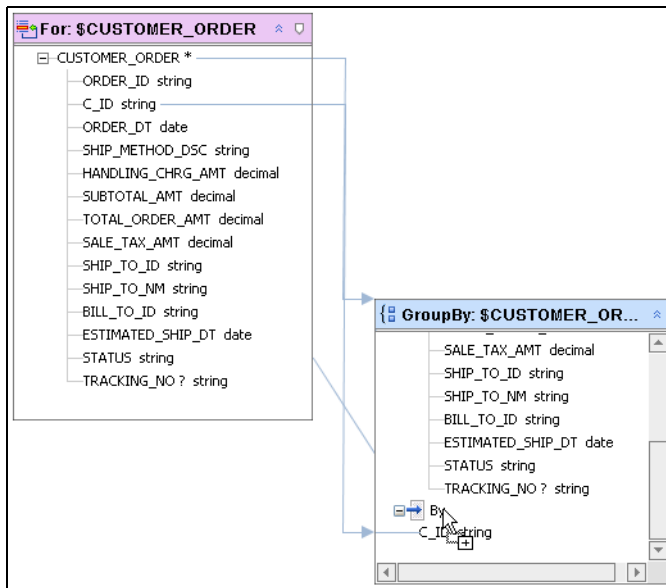 For: $CUSTOMER_ORDER
CUSTOMER_ORDER *
ORDER_ID string
C_ID string
ORDER_DT date
SHIP_METHOD_DSC string
HANDLING_CHRG_AMT decimal
SUBTOTAL_AMT decimal
TOTAL_ORDER_AMT decimal
SALE_TAX_AMT decimal
SHIP_TO_ID string
SHIP_TO_NM string
BILL_TO_ID string
ESTIMATED_SHIP_DT date
STATUS string
TRACKING_NO ? string
GroupBy: $CUSTOMER_OR...
SALE_TAX_AMT decimal
SHIP_TO_ID string
SHIP_TO_NM string
BILL_TO_ID string
ESTIMATED_SHIP_DT date
STATUS string
TRACKING_NO ? string
By
C_ID string